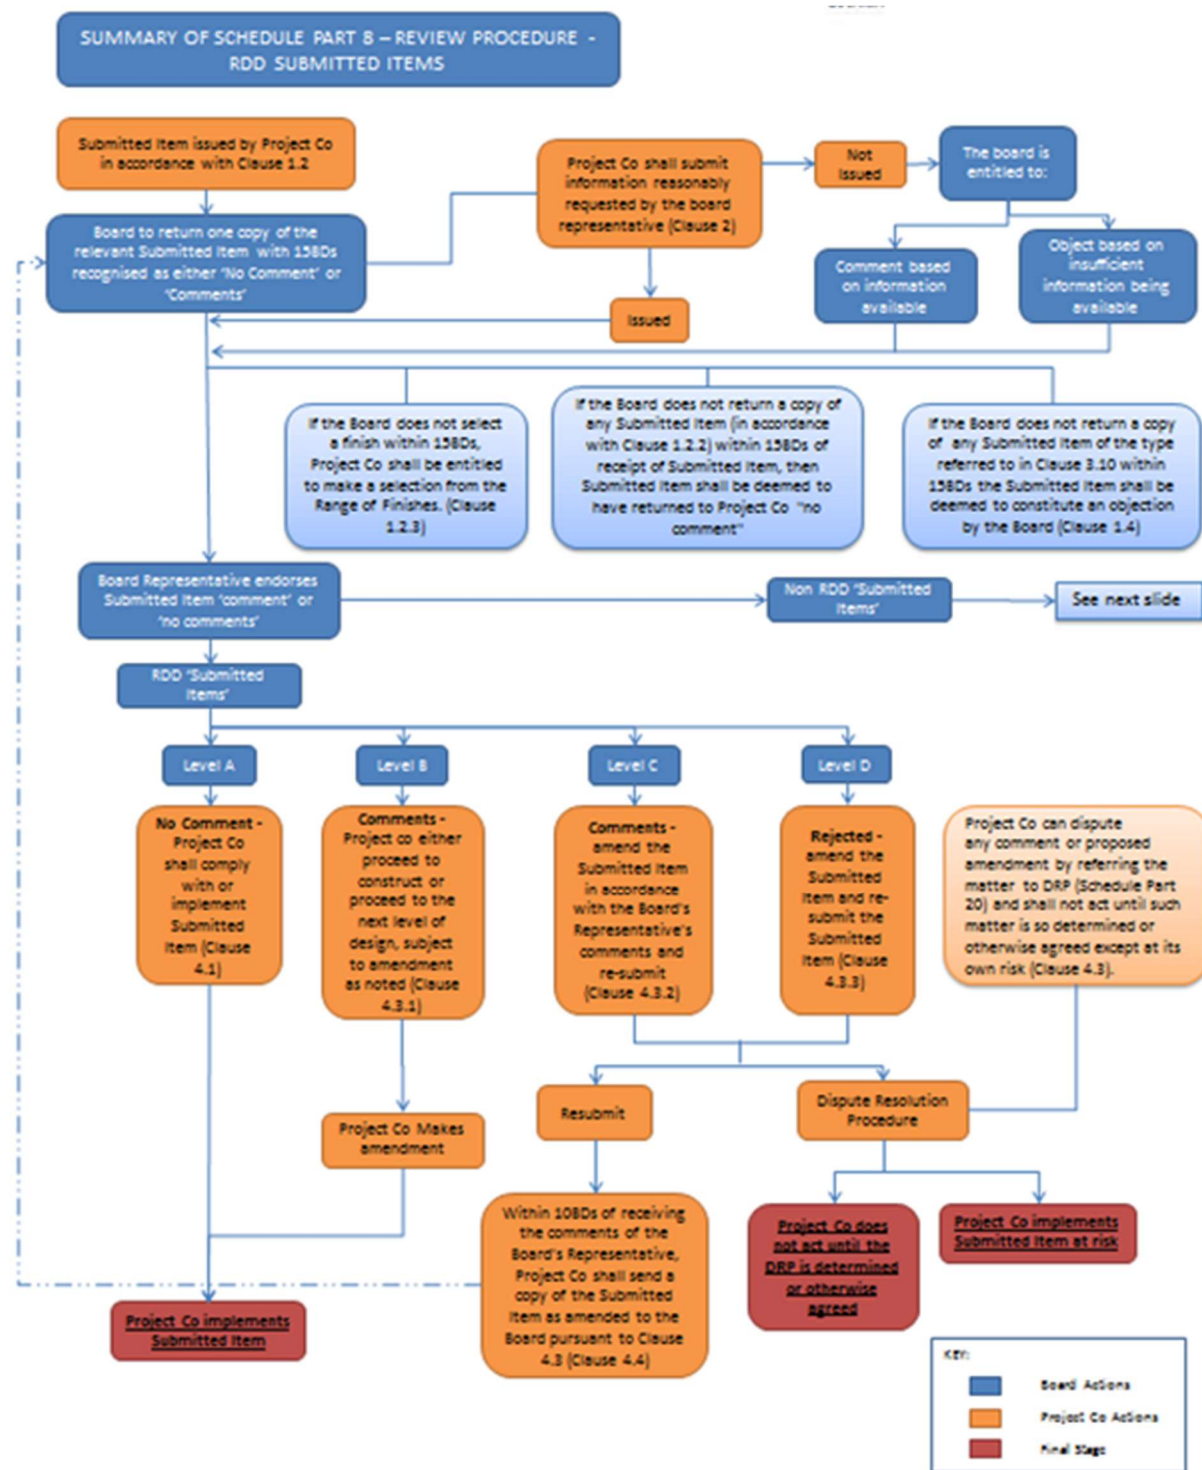 SUMMARY OF SCHEDULE PART 8 – REVIEW PROCEDURE -
RDD SUBMITTED ITEMS
Submitted Item issued by Project Co
in accordance with Clause 1.2
Project Co shall submit
information reasonably
requested by the board
representative (Clause 2)
Not
Issued
The board is
entitled to:
Board to return one copy of the
relevant Submitted Item with 15BDs
recognised as either 'No Comment' or
'Comments'
Comment based
on information
available
Object based on
insufficient
information being
available
Issued
If the Board does not select
a finish within 15BDs,
Project Co shall be entitled
to make a selection from the
Range of Finishes. (Clause
1.2.3)
If the Board does not return a copy of
any Submitted Item (in accordance
with Clause 1.2.2) within 15BDs of
receipt of Submitted Item, then
Submitted Item shall be deemed to
have returned to Project Co "no
comment"
If the Board does not return a copy
of any Submitted Item of the type
referred to in Clause 3.10 within
15BDs the Submitted Item shall be
deemed to constitute an objection
by the Board (Clause 1.4)
Board Representative endorses
Submitted Item 'comment' or
'no comments'
Non RDD 'Submitted
Items'
See next slide
RDD 'Submitted
Items'
Level A
Level B
Level C
Level D
No Comment -
Project Co
shall comply
with or
implement
Submitted
Item (Clause
4.1)
Comments -
Project co either
proceed to
construct or
proceed to the
next level of
design, subject
to amendment
as noted (Clause
4.3.1)
Comments -
amend the
Submitted Item
in accordance
with the Board's
Representative's
comments and
re-submit
(Clause 4.3.2)
Rejected -
amend the
Submitted
Item and re-
submit the
Submitted
Item (Clause
4.3.3)
Project Co can dispute
any comment or proposed
amendment by referring the
matter to DRP (Schedule Part
20) and shall not act until such
matter is so determined or
otherwise agreed except at its
own risk (Clause 4.3).
Resubmit
Dispute Resolution
Procedure
Project Co Makes
amendment
Within 10BDs of receiving
the comments of the
Board's Representative,
Project Co shall send a
copy of the Submitted
Item as amended to the
Board pursuant to Clause
4.3 (Clause 4.4)
Project Co does
not act until the
DRP is determined
or otherwise
agreed
Project Co implements
Submitted Item at risk
Project Co implements
Submitted Item
KEY:
Board Actions
Project Co Actions
Final Stage